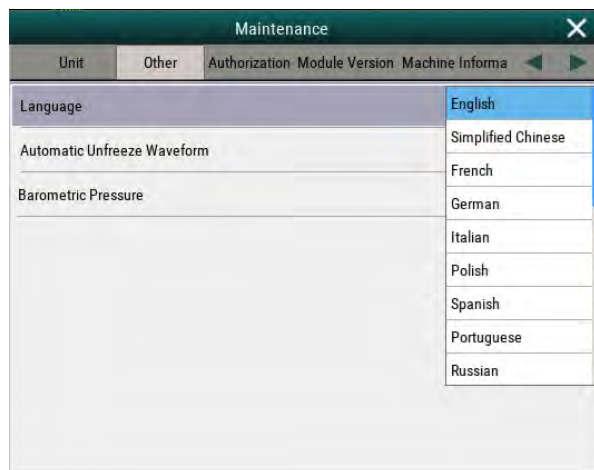 Maintenance
Unit Other Authorization Module Version Machine Informa
Language
English
Simplified Chinese
Automatic Unfreeze Waveform
French
Barometric Pressure
German
Italian
Polish
Spanish
Portuguese
Russian